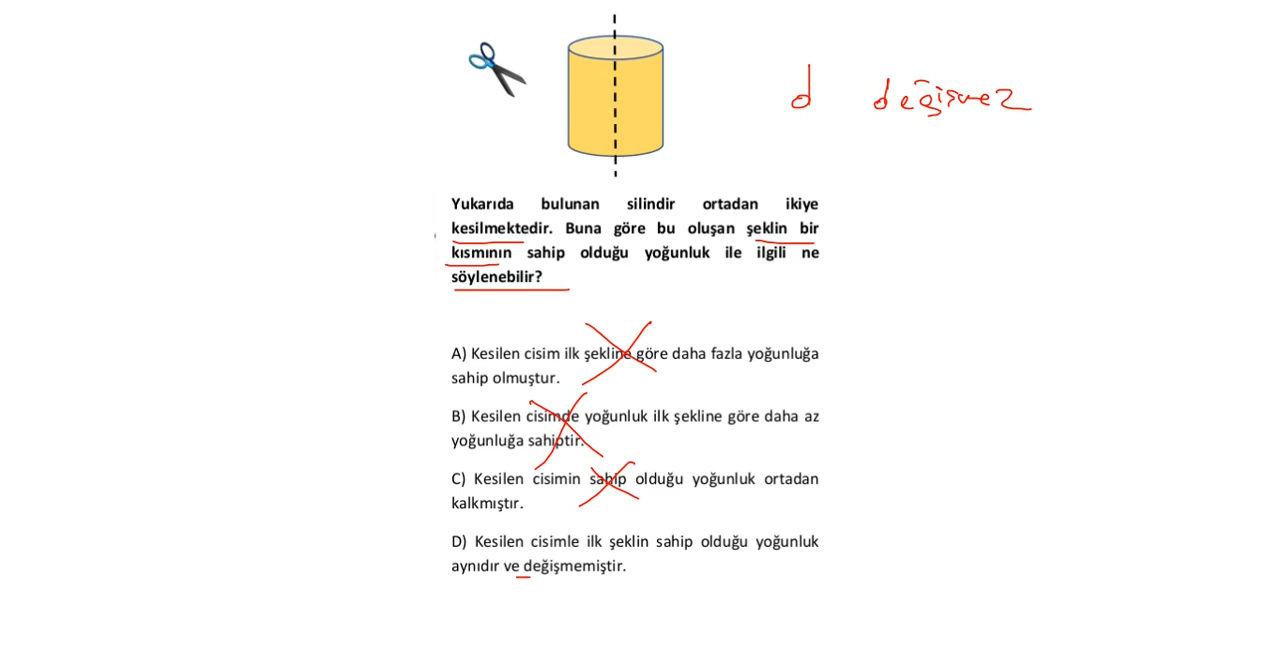 d değişmez
Yukarıda bulunan silindir ortadan ikiye
kesilmektedir. Buna göre bu oluşan şeklin bir
kısmının sahip olduğu yoğunluk ile ilgili ne
söylenebilir?
A) Kesilen cisim ilk şekline göre daha fazla yoğunluğa
sahip olmuştur.
B) Kesilen cisimde yoğunluk ilk şekline göre daha az
yoğunluğa sahiptir.
C) Kesilen cisimin sahip olduğu yoğunluk ortadan
kalkmıştır.
D) Kesilen cisimle ilk şeklin sahip olduğu yoğunluk
aynıdır ve değişmemiştir.